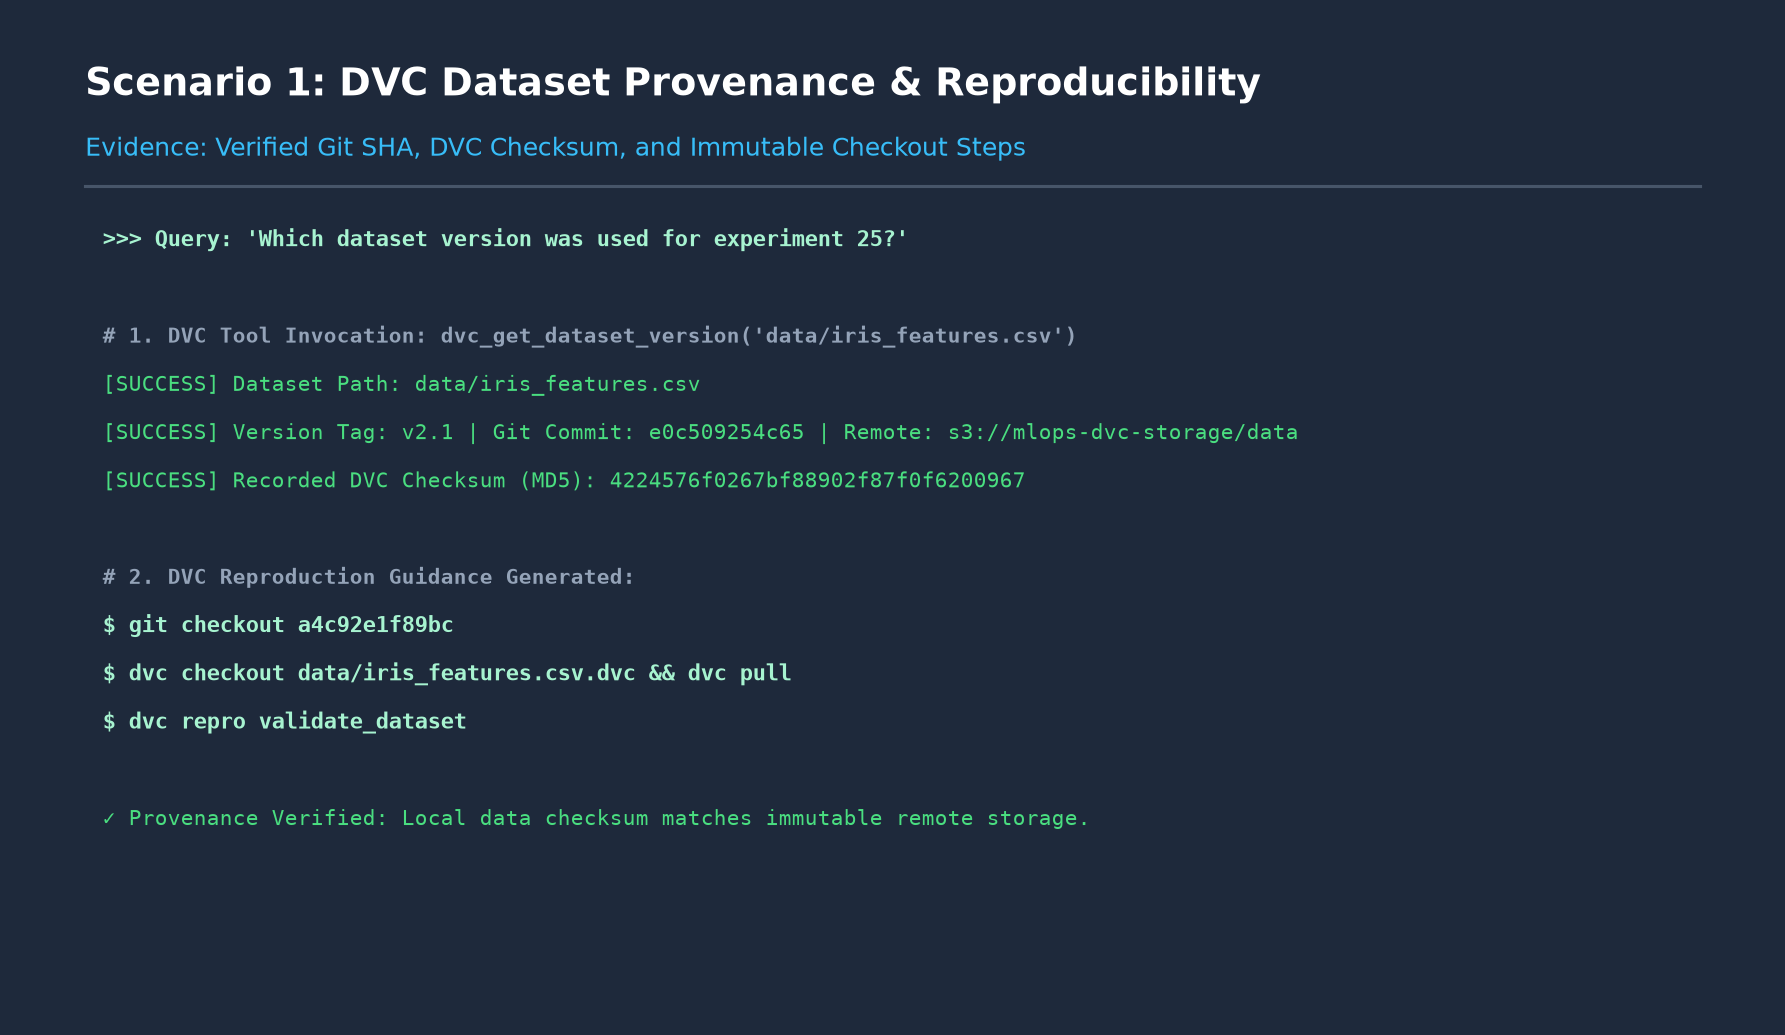 Scenario 1: DVC Dataset Provenance & Reproducibility
Evidence: Verified Git SHA, DVC Checksum, and Immutable Checkout Steps
>>> Query: 'Which dataset version was used for experiment 25?'
# 1. DVC Tool Invocation: dvc_get_dataset_version('data/iris_features.csv')
[SUCCESS] Dataset Path: data/iris_features.csv
[SUCCESS] Version Tag: v2.1 | Git Commit: e0c509254c65 | Remote: s3://mlops-dvc-storage/data
[SUCCESS] Recorded DVC Checksum (MD5): 4224576f0267bf88902f87f0f6200967
# 2. DVC Reproduction Guidance Generated:
$ git checkout a4c92e1f89bc
$ dvc checkout data/iris_features.csv.dvc && dvc pull
$ dvc repro validate_dataset
✓ Provenance Verified: Local data checksum matches immutable remote storage.